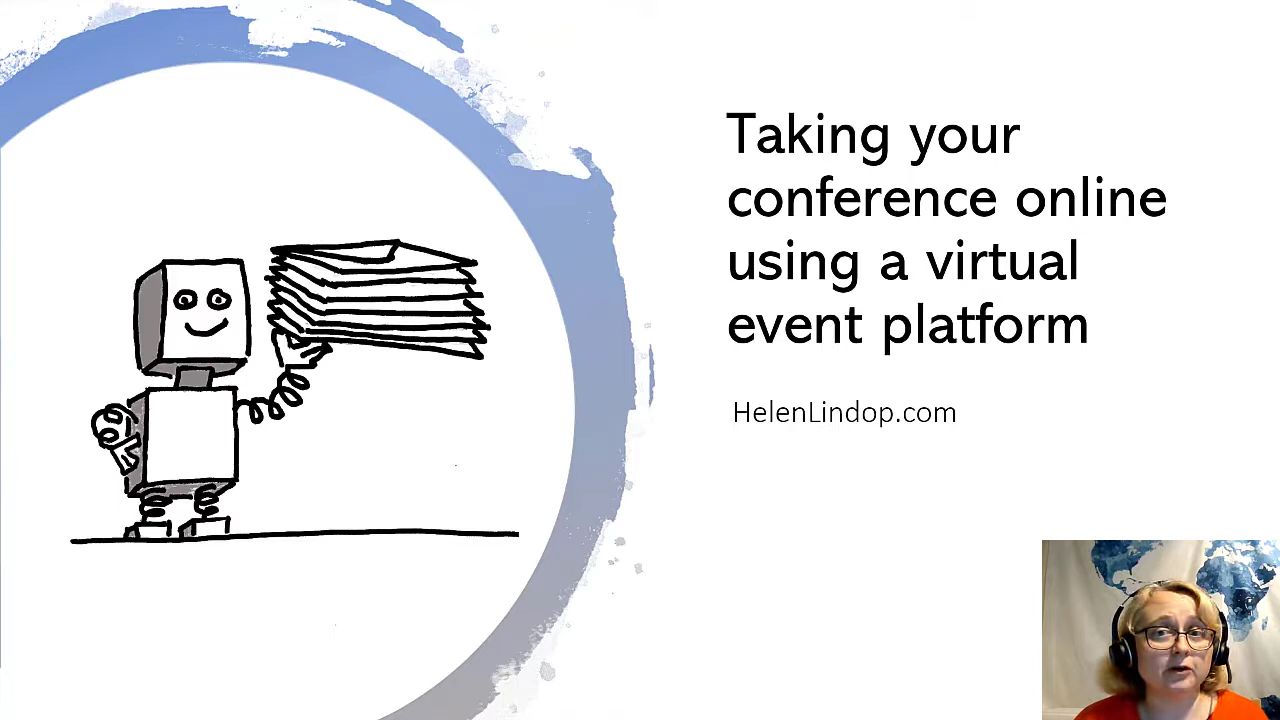 Taking your
conference online
using a virtual
event platform
HelenLindop.com